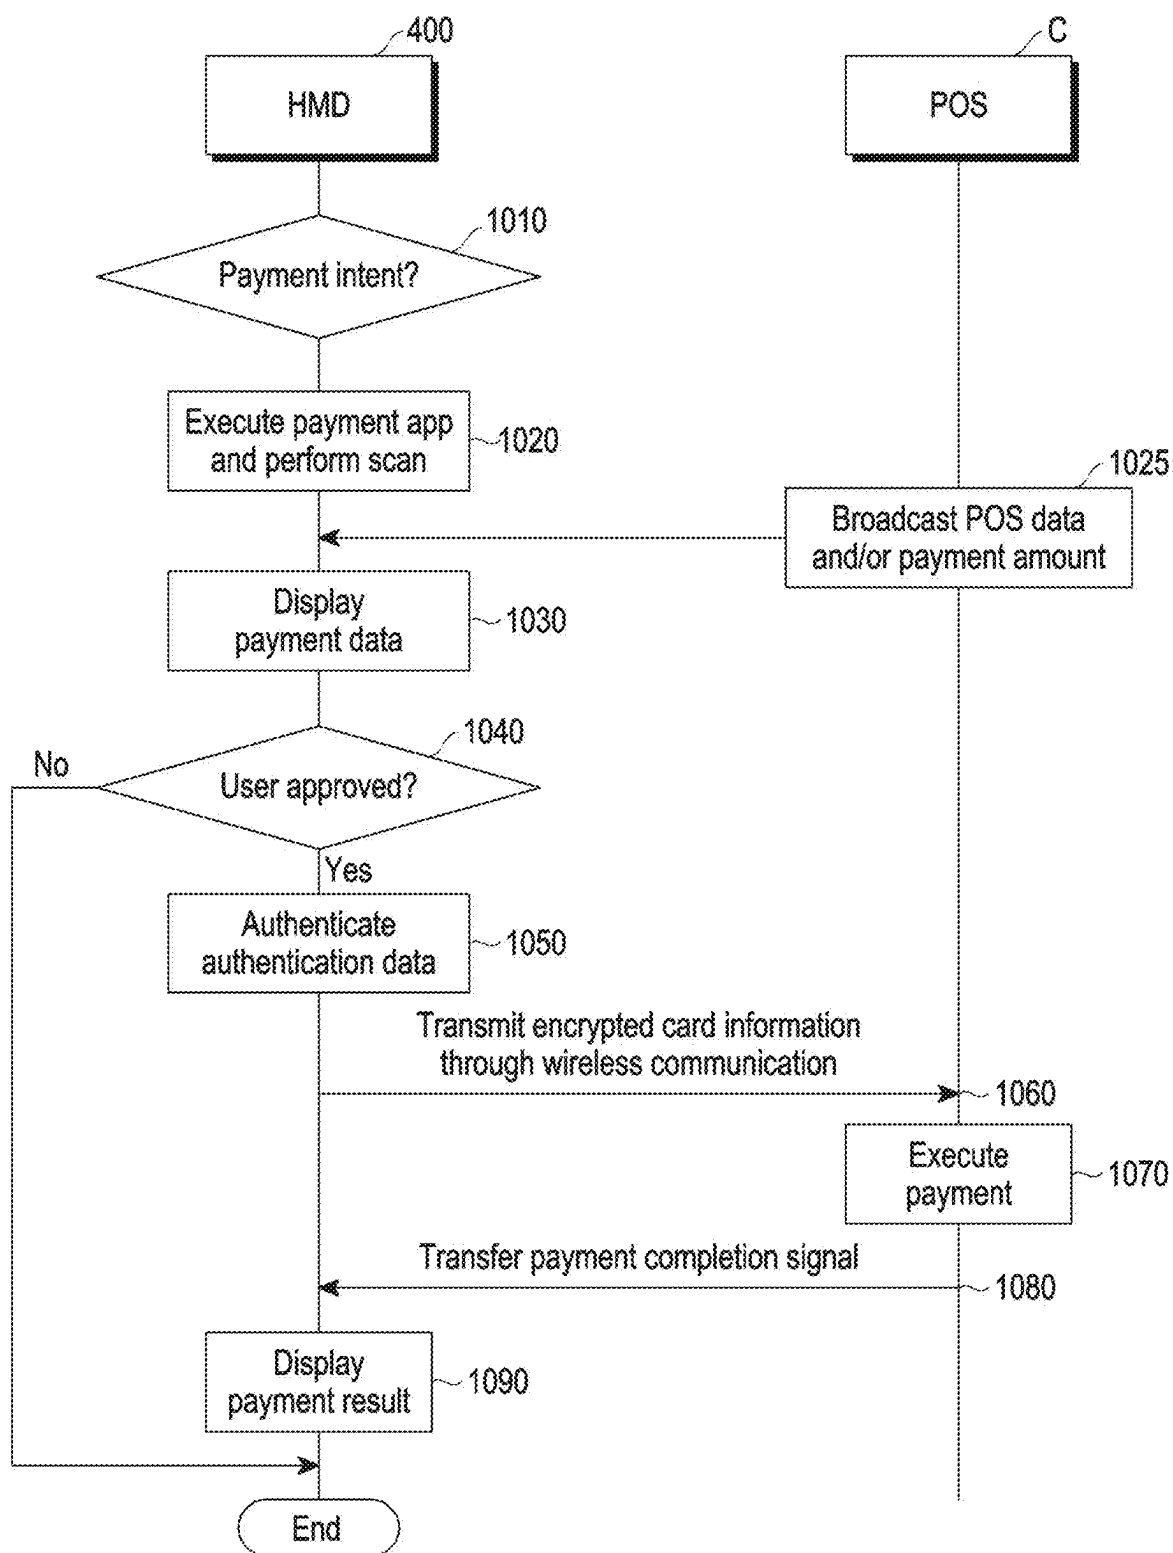 400
C
HMD
POS
1010
Payment intent?
Execute payment app
and perform scan
1020
1025
Broadcast POS data
and/or payment amount
Display
payment data
1030
1040
No
User approved?
Yes
Authenticate
authentication data
1050
Transmit encrypted card information
through wireless communication
1060
Execute
payment
1070
Transfer payment completion signal
1080
Display
payment result
1090
End